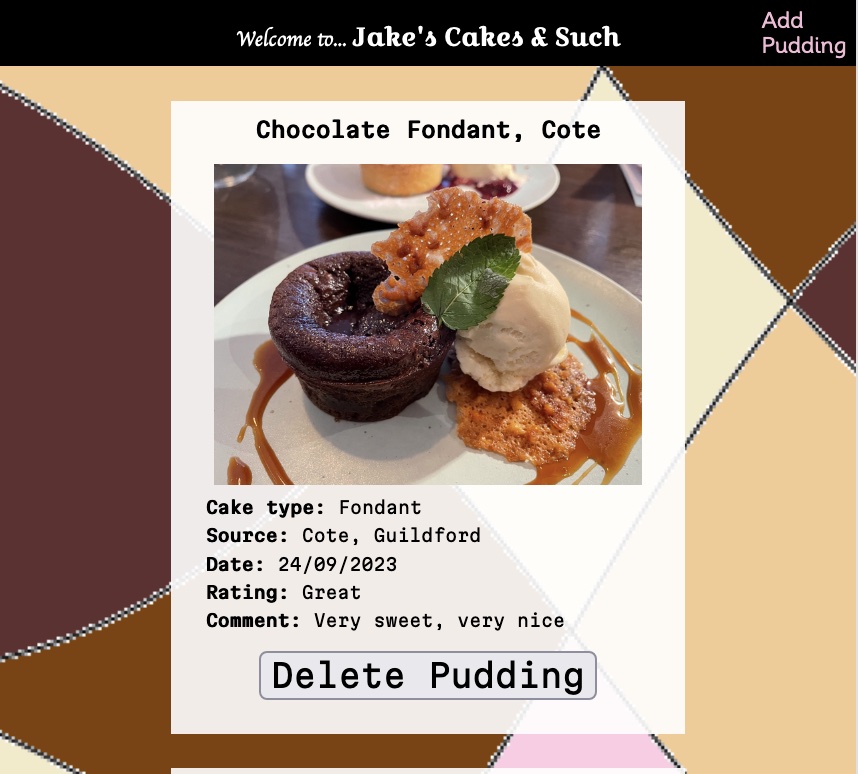 Welcome to... Jake's Cakes & Such
Add
Pudding
Chocolate Fondant, Cote
Cake type: Fondant
Source: Cote, Guildford
Date: 24/09/2023
Rating: Great
Comment: Very sweet, very nice
Delete Pudding